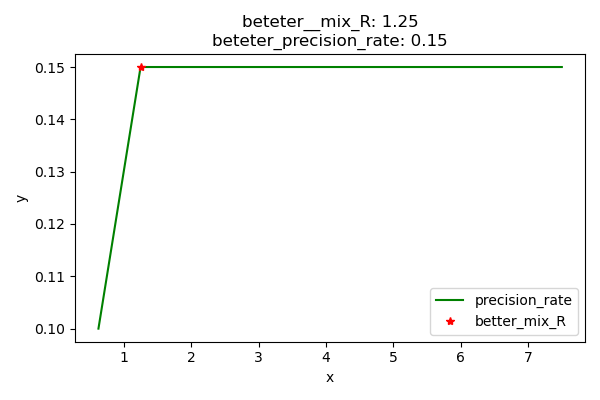 beteter__mix_R: 1.25
beteter_precision_rate: 0.15
y
0.15
0.14
0.13
0.12
0.11
0.10
precision_rate
better_mix_R
1 2 3 4 5 6 7
x